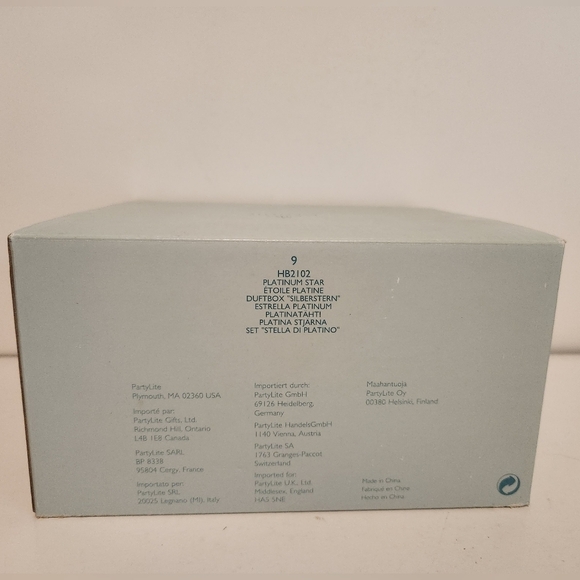 9
HB2102
PLATINUM STAR
ÉTOILE PLATINE
DUFTBOX "SILBERSTERN"
ESTRELLA PLATINUM
PLATINATÄHTI
PLATINA STJÄRNA
SET "STELLA DI PLATINO"
PartyLite
Plymouth, MA 02360 USA
Importé par:
PartyLite Gifts, Ltd.
Richmond Hill, Ontario
L4B 1E8 Canada
PartyLite SARL
BP 8338
95804 Cergy, France
Importato per:
PartyLite SRL
20025 Legnano (MI), Italy
Importiert durch:
PartyLite GmbH
69126 Heidelberg,
Germany
PartyLite HandelsGmbH
1140 Vienna, Austria
PartyLite SA
1763 Granges-Paccot
Switzerland
Imported for:
PartyLite U.K., Ltd.
Middlesex, England
HA5 5NE
Maahantuoja
PartyLite Oy
00380 Helsinki, Finland
Made in China
Fabriqué en Chine
Hecho en China